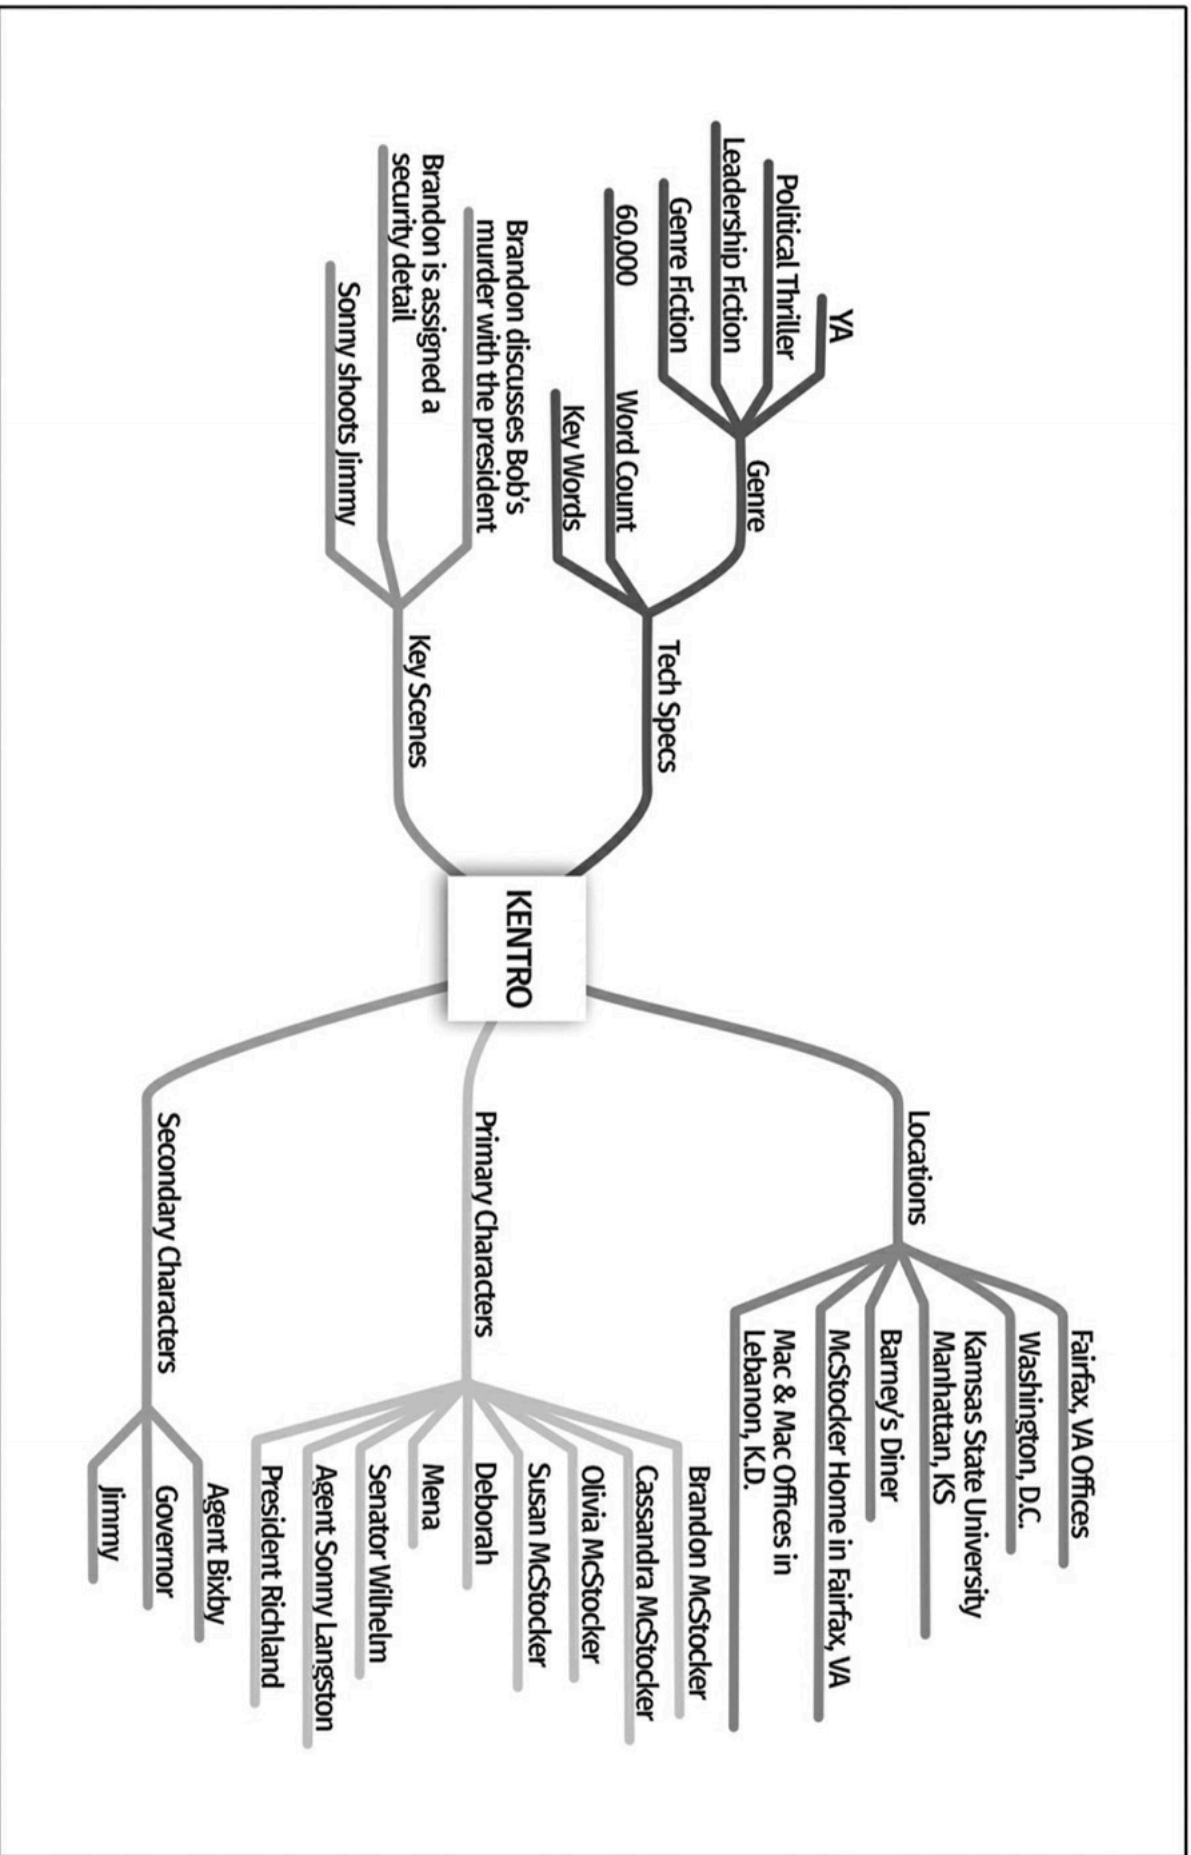 KENTRO
Tech Specs
Genre
YA
Political Thriller
Leadership Fiction
Genre Fiction
Word Count
60,000
Key Words
Key Scenes
Brandon discusses Bob's
murder with the president
Brandon is assigned a
security detail
Sonny shoots Jimmy
Locations
Fairfax, VA Offices
Washington, D.C.
Kamsas State University
Manhattan, KS
Barney's Diner
McStocker Home in Fairfax, VA
Mac & Mac Offices in
Lebanon, K.D.
Primary Characters
Brandon McStocker
Cassandra McStocker
Olivia McStocker
Susan McStocker
Deborah
Mena
Senator Wilhelm
Agent Sonny Langston
President Richland
Secondary Characters
Agent Bixby
Governor
Jimmy